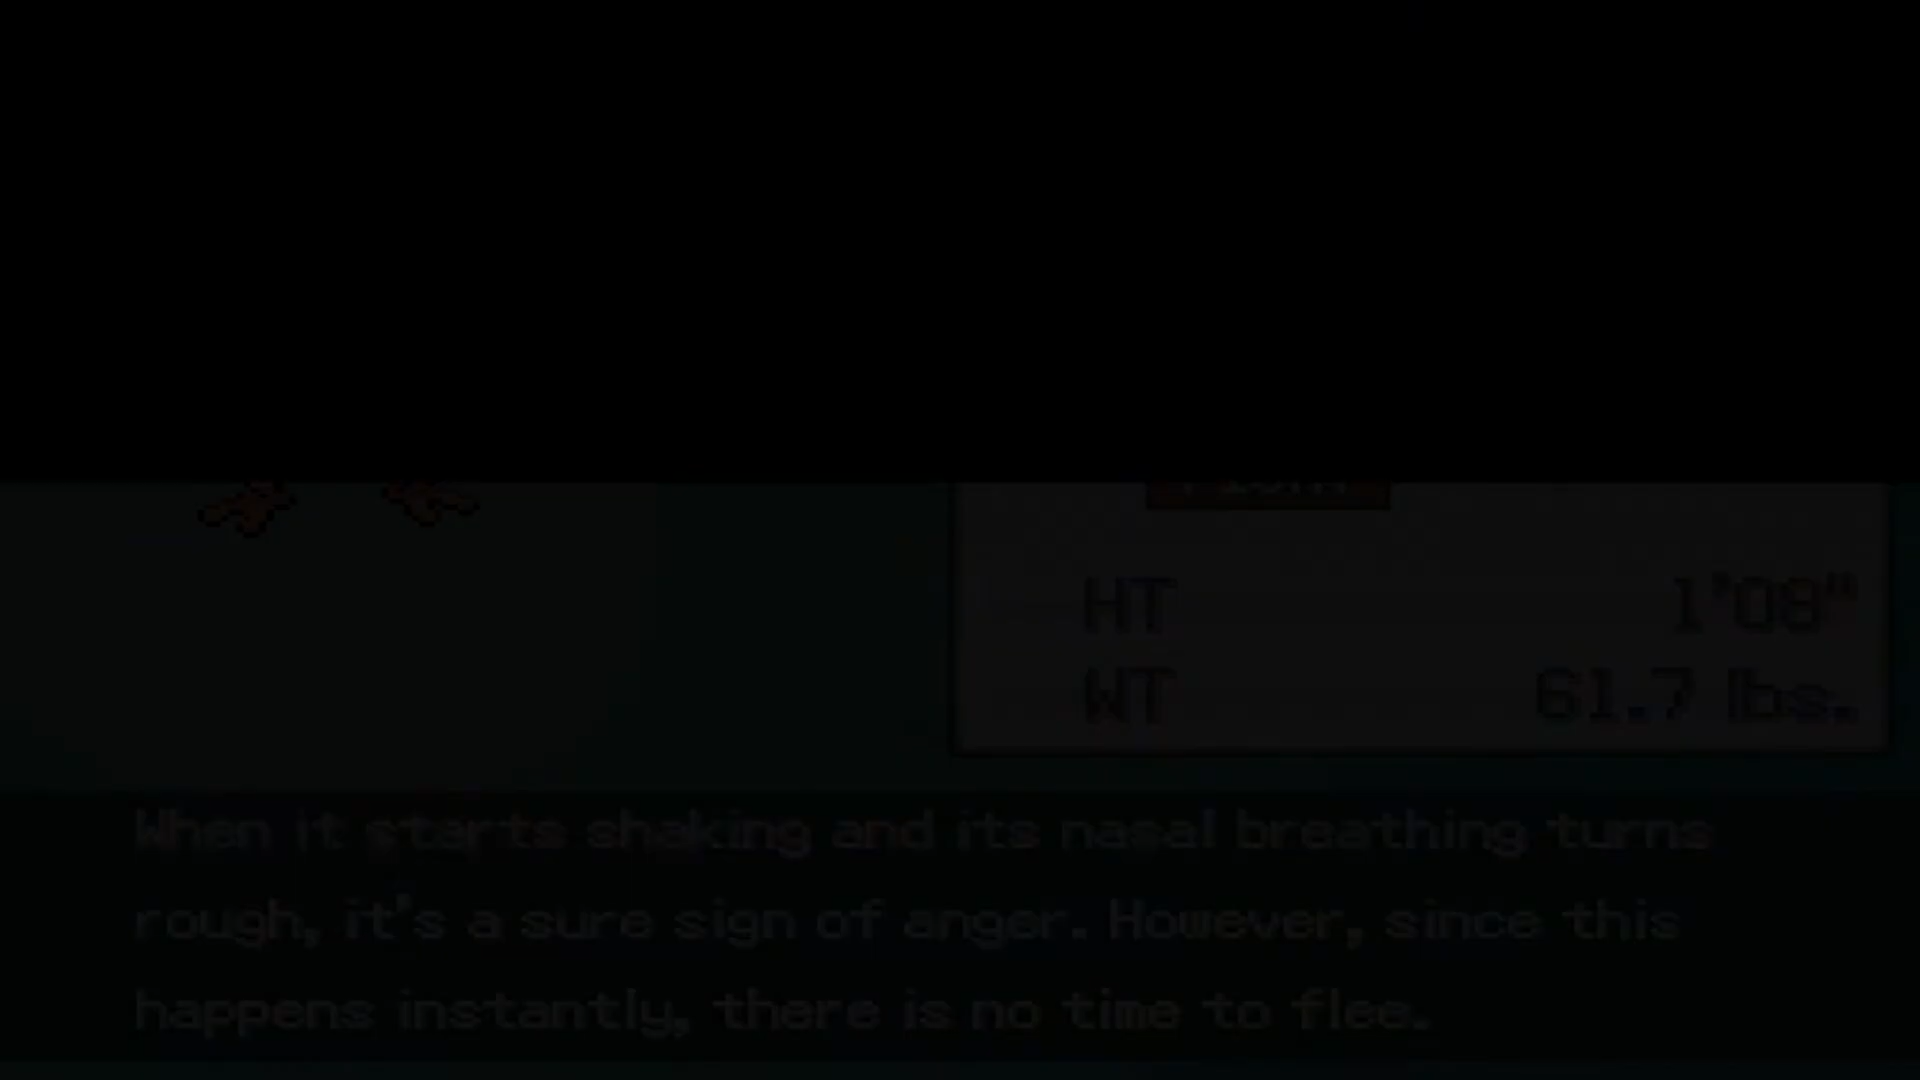 HT 1'08"
WT 61.7 lbs.
When it starts shaking and its nasal breathing turns
rough, it's a sure sign of anger. However, since this
happens instantly, there is no time to flee.